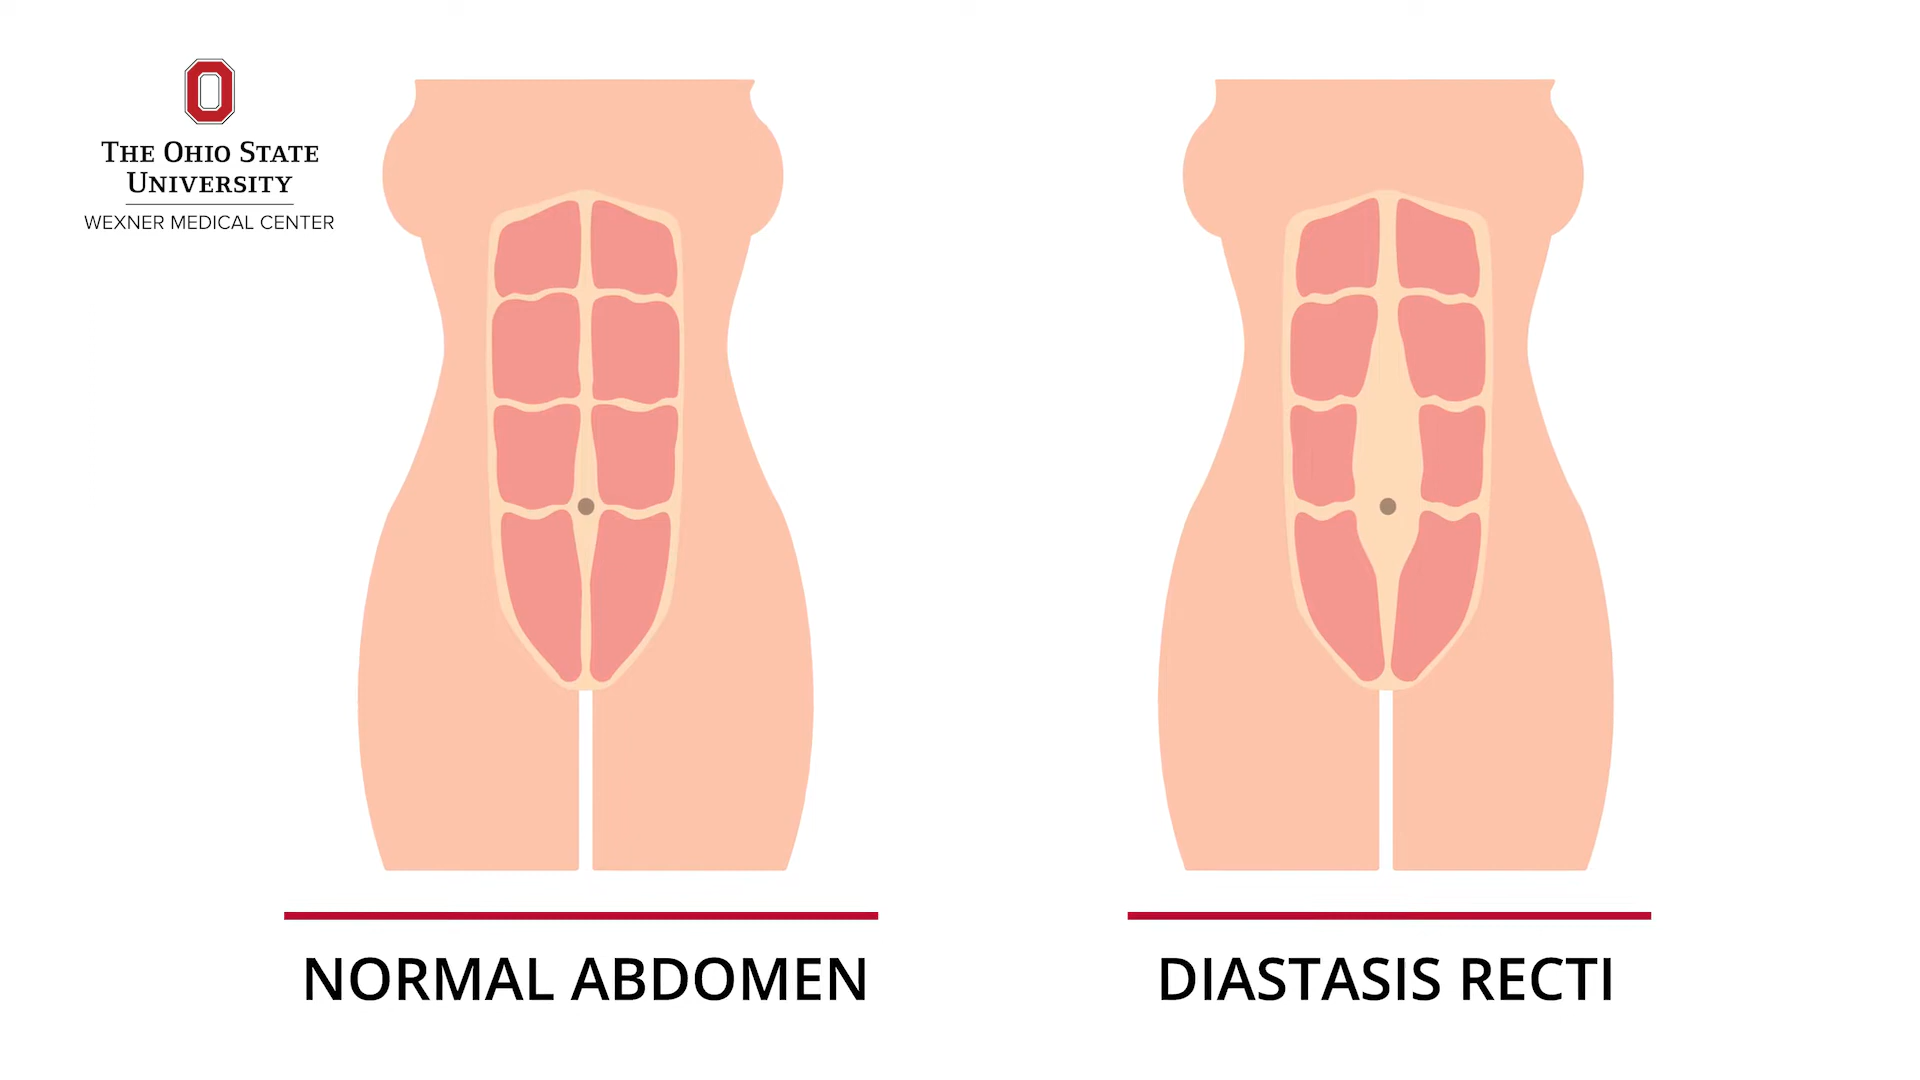 THE OHIO STATE
UNIVERSITY
WEXNER MEDICAL CENTER
NORMAL ABDOMEN
DIASTASIS RECTI